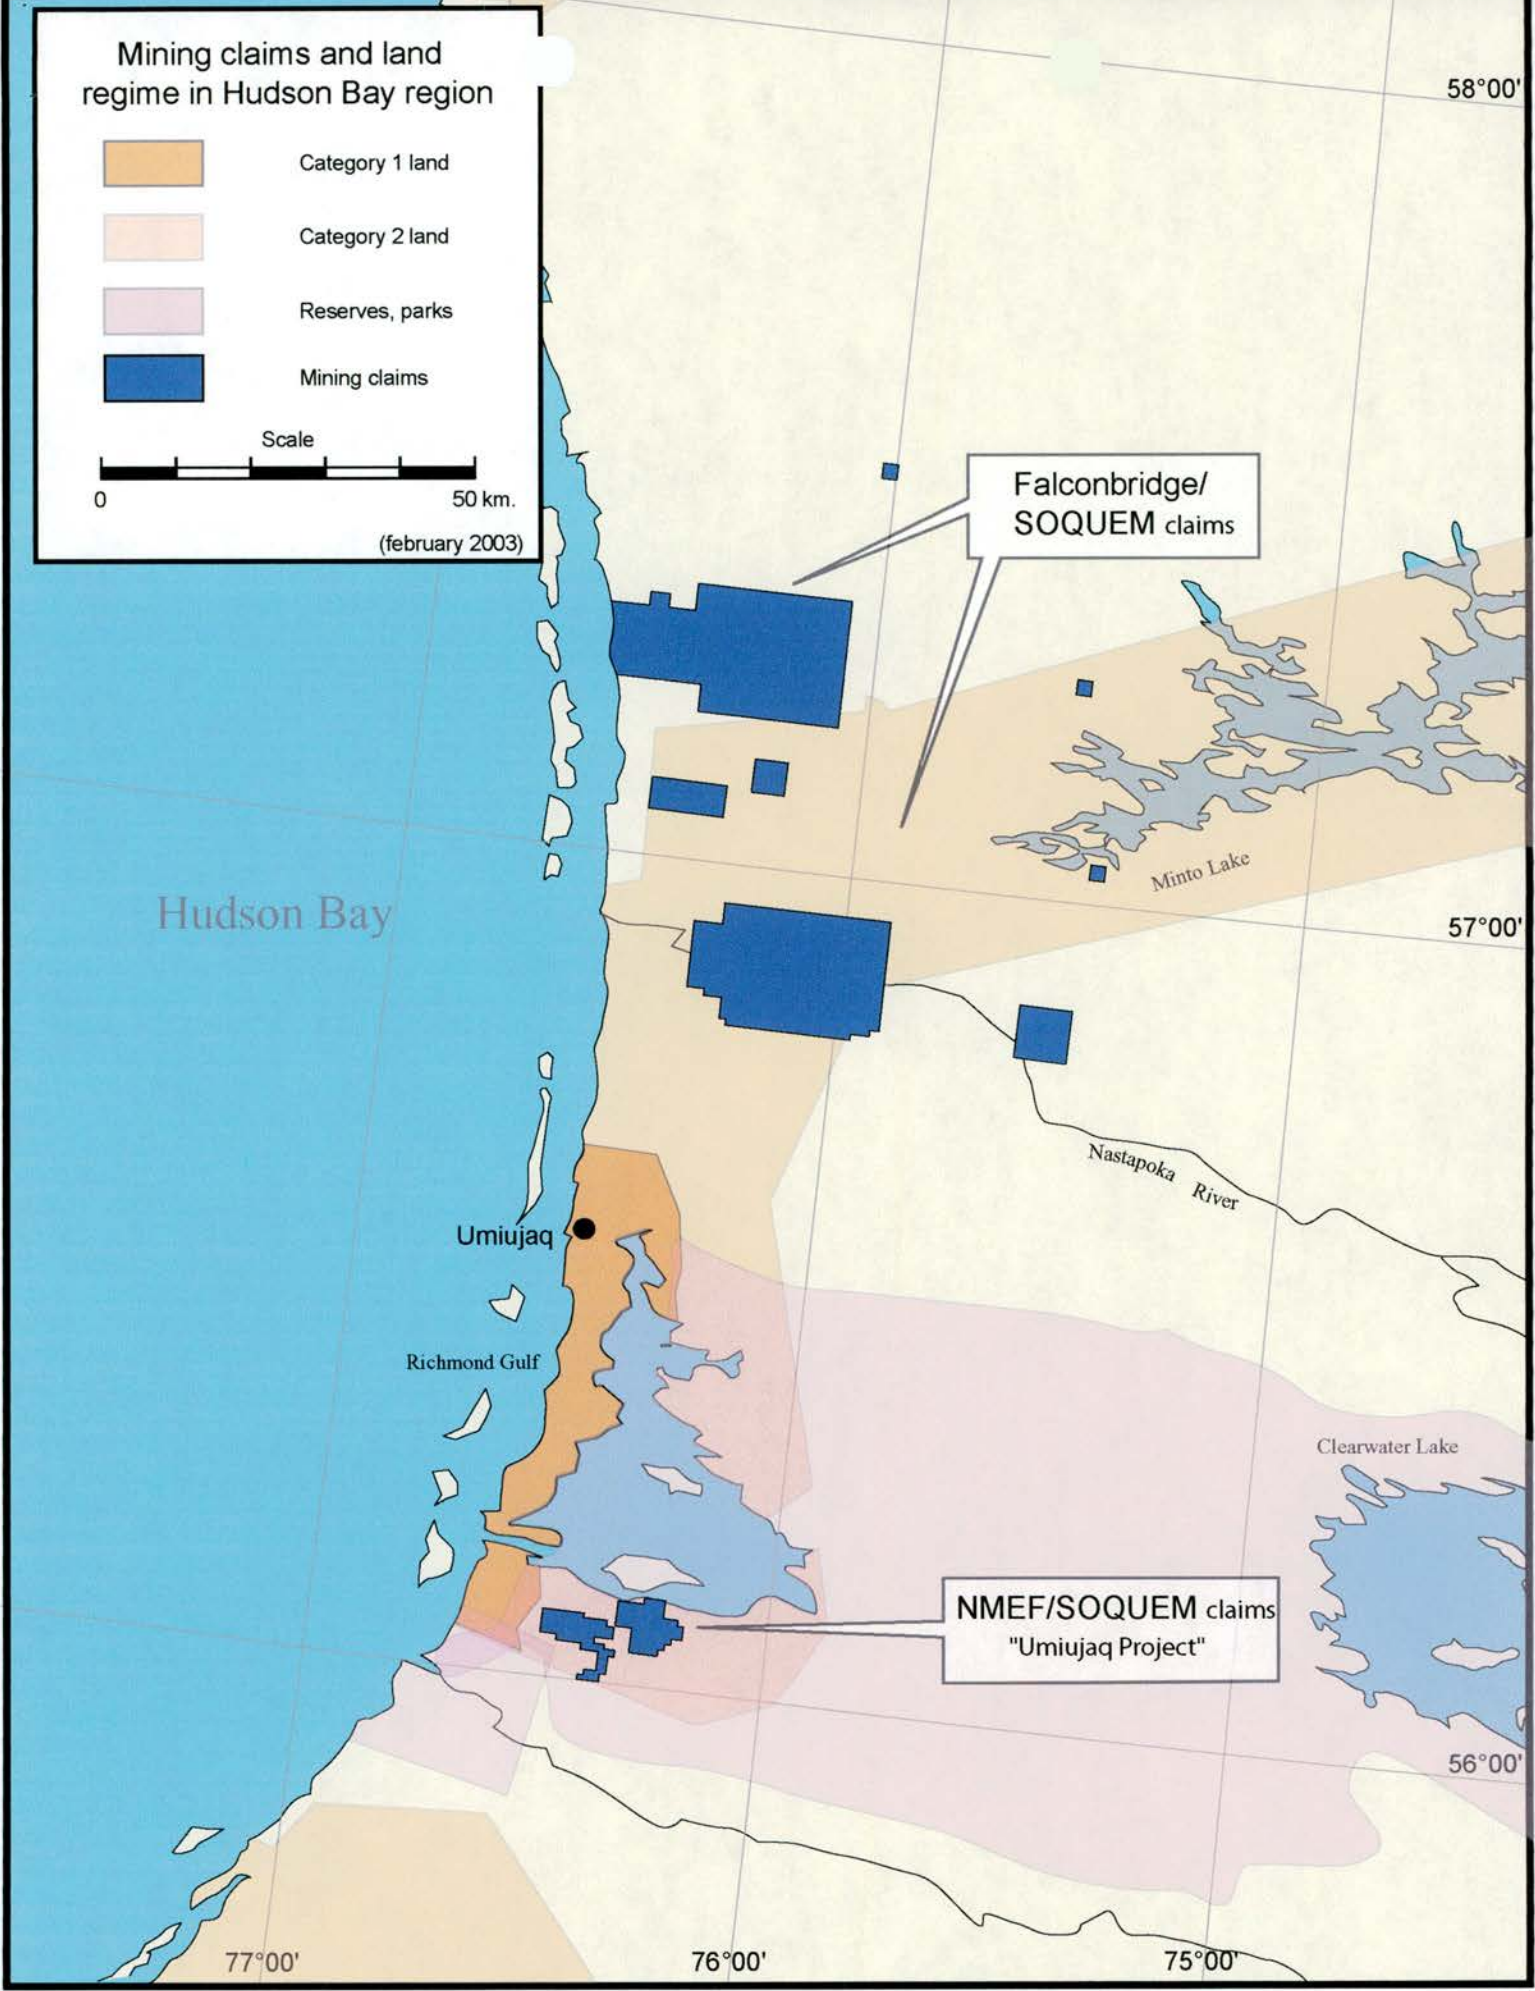 Mining claims and land
regime in Hudson Bay region
Category 1 land
Category 2 land
Reserves, parks
Mining claims
Scale
0
50 km.
(february 2003)
58°00'
Falconbridge/
SOQUEM claims
Minto Lake
Hudson Bay
57°00'
Nastapoka River
Umiujaq
Richmond Gulf
Clearwater Lake
NMEF/SOQUEM claims
"Umiujaq Project"
56°00'
77°00'
76°00'
75°00'